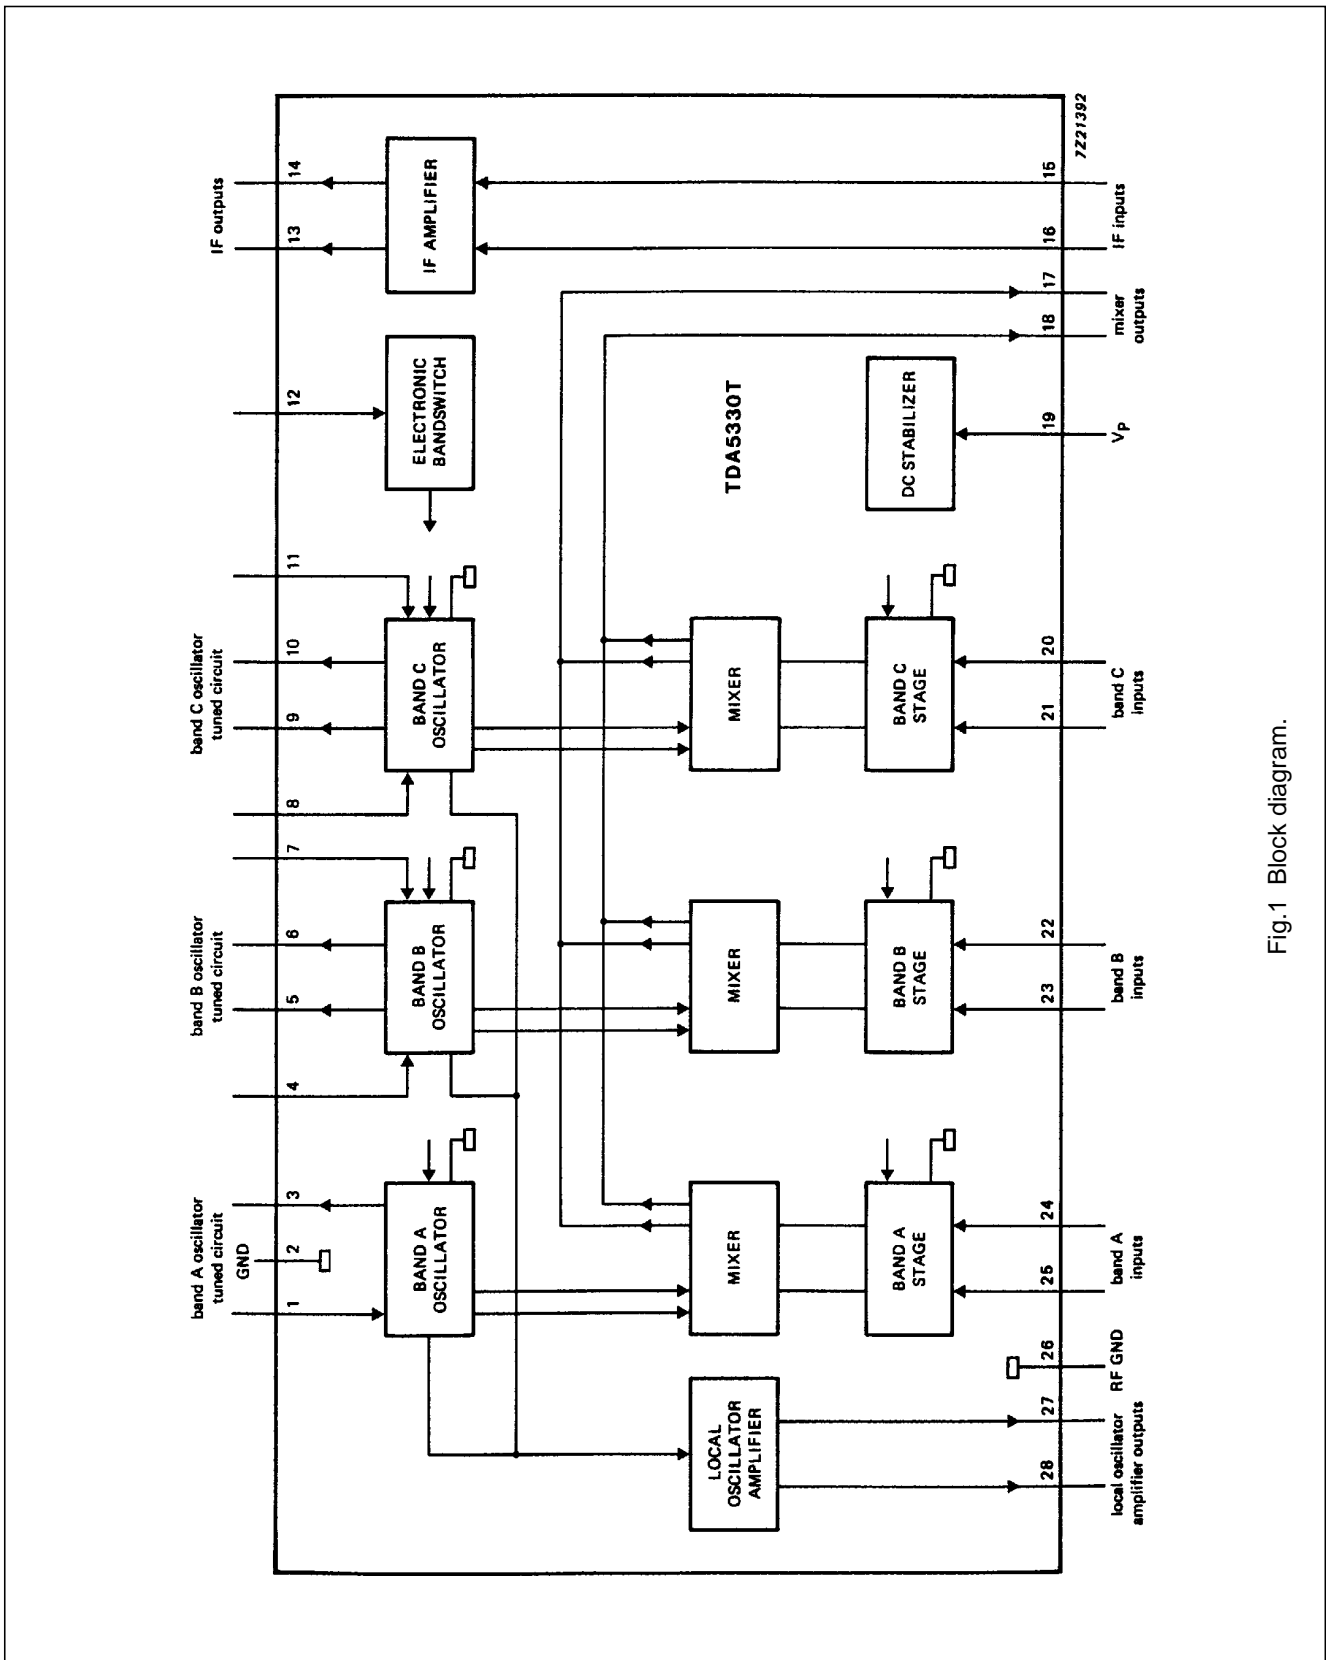 band A oscillator
tuned circuit
GND
band B oscillator
tuned circuit
band C oscillator
tuned circuit
IF outputs
1
2
3
4
5
6
7
8
9
10
11
12
13
14
BAND A
OSCILLATOR
BAND B
OSCILLATOR
BAND C
OSCILLATOR
ELECTRONIC
BANDSWITCH
IF AMPLIFIER
LOCAL
OSCILLATOR
AMPLIFIER
MIXER
MIXER
MIXER
TDA5330T
BAND A
STAGE
BAND B
STAGE
BAND C
STAGE
DC STABILIZER
28
27
26
25
24
23
22
21
20
19
18
17
16
15
local oscillator
amplifier outputs
RF GND
band A
inputs
band B
inputs
band C
inputs
VP
mixer
outputs
IF inputs
7Z21392
Fig.1 Block diagram.